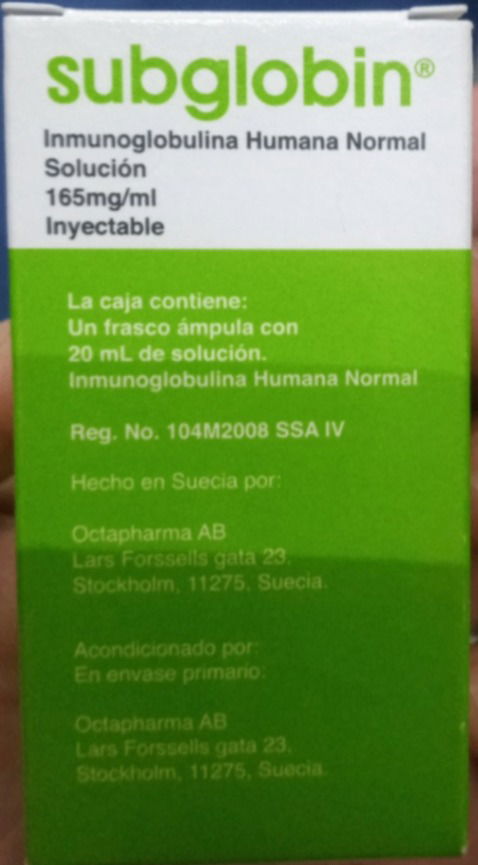 subglobin®
Inmunoglobulina Humana Normal
Solución
165mg/ml
Inyectable
La caja contiene:
Un frasco ámpula con
20 mL de solución.
Inmunoglobulina Humana Normal
Reg. No. 104M2008 SSA IV
Hecho en Suecia por:
Octapharma AB
Lars Forssells gata 23.
Stockholm, 11275, Suecia.
Acondicionado por:
En envase primario:
Octapharma AB
Lars Forssells gata 23.
Stockholm, 11275, Suecia.